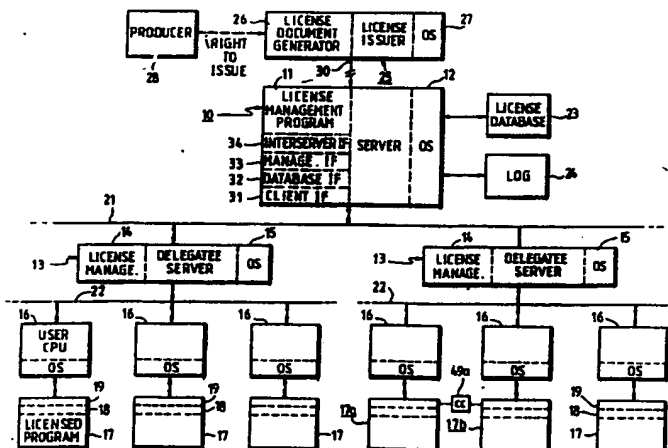 26
LICENSE DOCUMENT GENERATOR
LICENSE ISSUER
OS
27
PRODUCER
28
RIGHT TO ISSUE
30
25
11
12
10
LICENSE MANAGEMENT PROGRAM
34
INTERSERVER IF
33
MANAGE. IF
32
DATABASE IF
31
CLIENT IF
SERVER
OS
LICENSE DATABASE
23
LOG
24
21
14
15
13
LICENSE MANAGE.
DELEGATEE SERVER
OS
14
15
13
LICENSE MANAGE.
DELEGATEE SERVER
OS
22
22
16
USER CPU
OS
16
OS
16
OS
16
OS
16
OS
16
OS
19
18
LICENSED PROGRAM
17
19
18
17
17
17a
49a
CC
17b
19
18
17